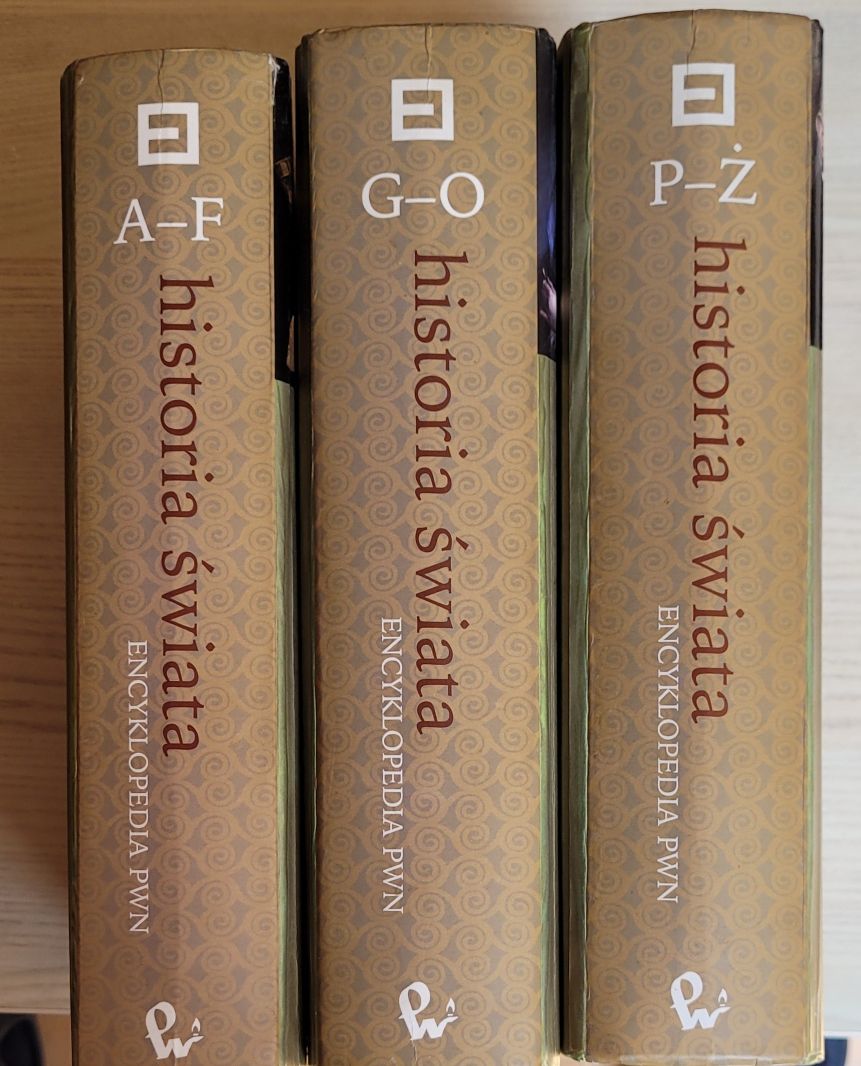 A–F
historia świata
ENCYKLOPEDIA PWN
G–O
historia świata
ENCYKLOPEDIA PWN
P–Ż
historia świata
ENCYKLOPEDIA PWN